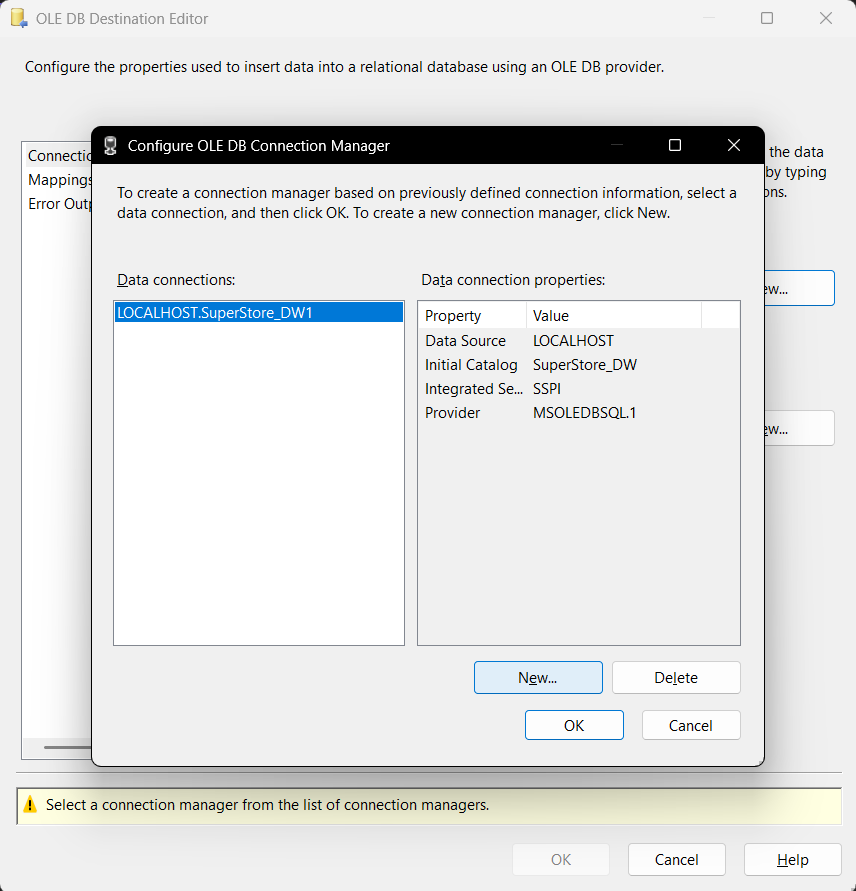 OLE DB Destination Editor
Configure the properties used to insert data into a relational database using an OLE DB provider.
Connectio
Mappings
Error Outp
the data
by typing
ons.
ew...
ew...
Configure OLE DB Connection Manager
To create a connection manager based on previously defined connection information, select a
data connection, and then click OK. To create a new connection manager, click New.
Data connections:
LOCALHOST.SuperStore_DW1
Data connection properties:
Property Value
Data Source LOCALHOST
Initial Catalog SuperStore_DW
Integrated Se... SSPI
Provider MSOLEDBSQL.1
New... Delete
OK Cancel
Select a connection manager from the list of connection managers.
OK Cancel Help